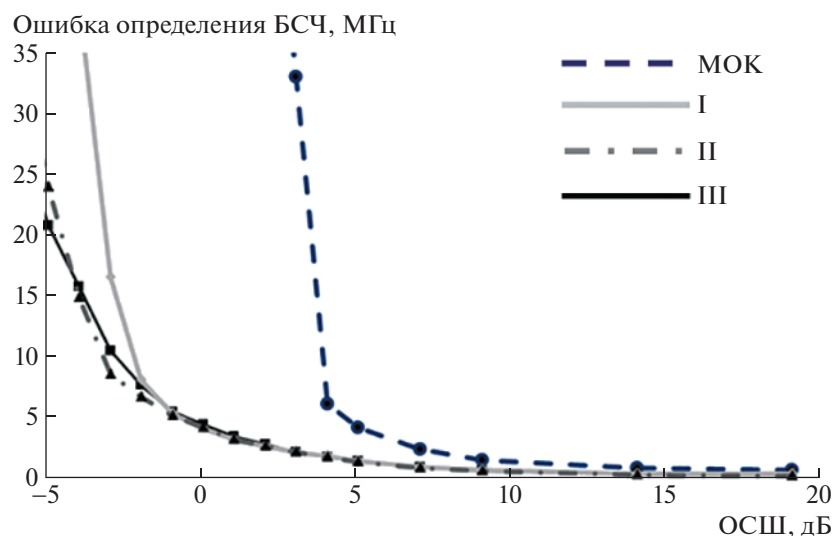 Ошибка определения БСЧ, МГц
35
30
25
20
15
10
5
0
−5
0
5
10
15
20
ОСШ, дБ
МОК
I
II
III